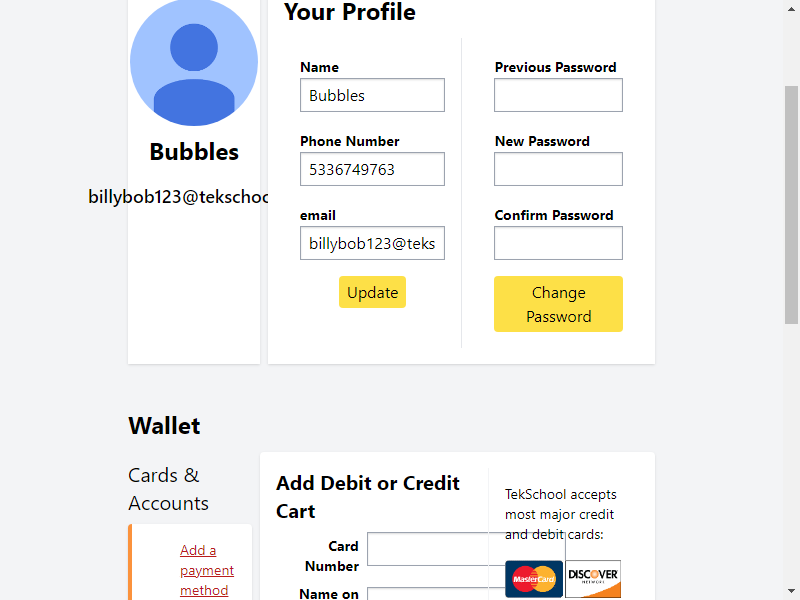 Your Profile
Bubbles
billybob123@tekschoo
Name
Bubbles
Phone Number
5336749763
email
billybob123@teks
Update
Previous Password
New Password
Confirm Password
Change
Password
Wallet
Cards &
Accounts
Add a
payment
method
Add Debit or Credit
Cart
Card
Number
Name on
TekSchool accepts
most major credit
and debit cards:
MasterCard
DISCOVER
NETWORK